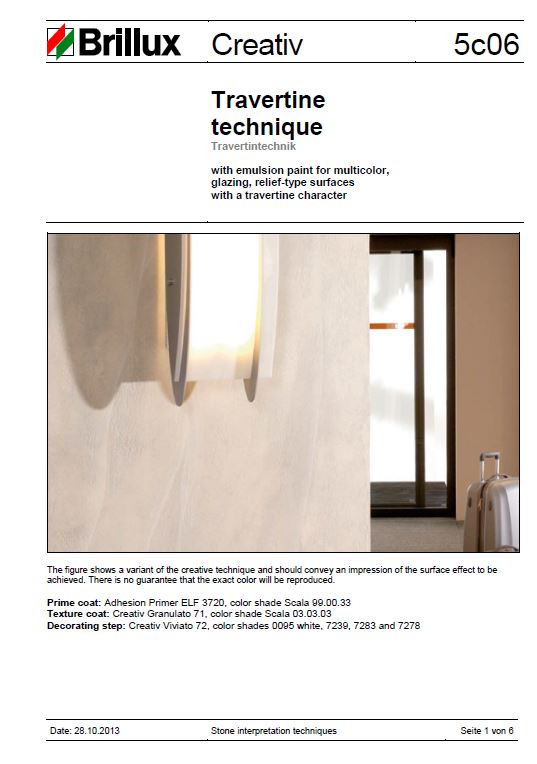 Brillux Creativ 5c06
Travertine
technique
Travertintechnik
with emulsion paint for multicolor,
glazing, relief-type surfaces
with a travertine character
The figure shows a variant of the creative technique and should convey an impression of the surface effect to be
achieved. There is no guarantee that the exact color will be reproduced.
Prime coat: Adhesion Primer ELF 3720, color shade Scala 99.00.33
Texture coat: Creativ Granulato 71, color shade Scala 03.03.03
Decorating step: Creativ Viviato 72, color shades 0095 white, 7239, 7283 and 7278
Date: 28.10.2013 Stone interpretation techniques Seite 1 von 6